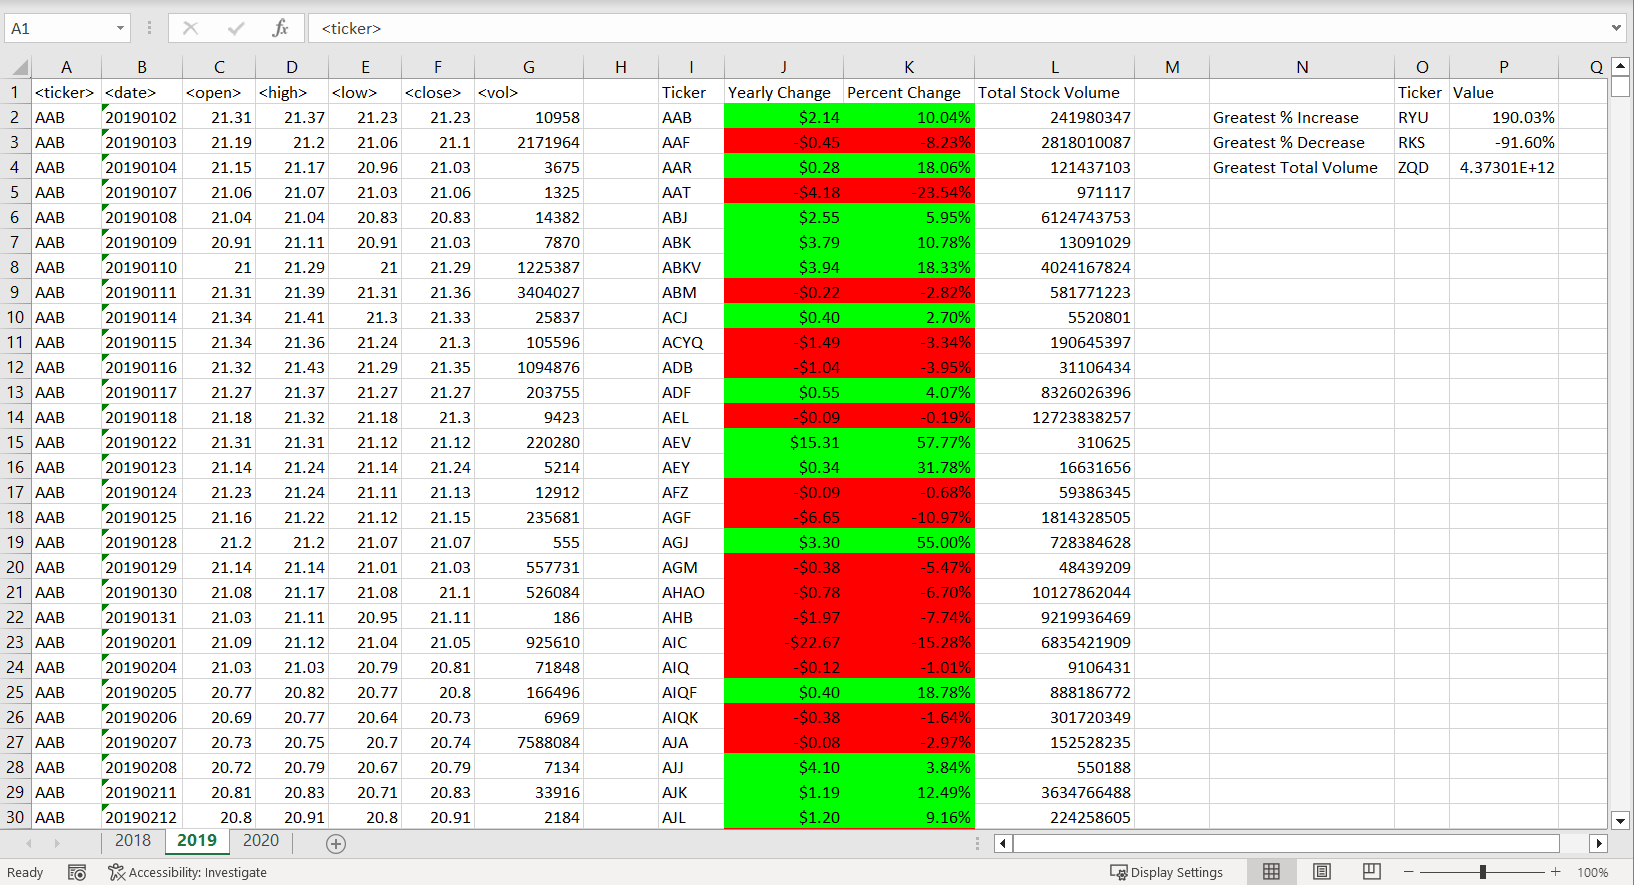 A1 fx <ticker>
A B C D E F G H I J K L M N O P Q
1 <ticker> <date> <open> <high> <low> <close> <vol> Ticker Yearly Change Percent Change Total Stock Volume Ticker Value
2 AAB 20190102 21.31 21.37 21.23 21.23 10958 AAB $2.14 10.04% 241980347 Greatest % Increase RYU 190.03%
3 AAB 20190103 21.19 21.2 21.06 21.1 2171964 AAF -$0.45 -8.23% 2818010087 Greatest % Decrease RKS -91.60%
4 AAB 20190104 21.15 21.17 20.96 21.03 3675 AAR $0.28 18.06% 121437103 Greatest Total Volume ZQD 4.37301E+12
5 AAB 20190107 21.06 21.07 21.03 21.06 1325 AAT -$4.18 -23.54% 971117
6 AAB 20190108 21.04 21.04 20.83 20.83 14382 ABJ $2.55 5.95% 6124743753
7 AAB 20190109 20.91 21.11 20.91 21.03 7870 ABK $3.79 10.78% 13091029
8 AAB 20190110 21 21.29 21 21.29 1225387 ABKV $3.94 18.33% 4024167824
9 AAB 20190111 21.31 21.39 21.31 21.36 3404027 ABM -$0.22 -2.82% 581771223
10 AAB 20190114 21.34 21.41 21.3 21.33 25837 ACJ $0.40 2.70% 5520801
11 AAB 20190115 21.34 21.36 21.24 21.3 105596 ACYQ -$1.49 -3.34% 190645397
12 AAB 20190116 21.32 21.43 21.29 21.35 1094876 ADB -$1.04 -3.95% 31106434
13 AAB 20190117 21.27 21.37 21.27 21.27 203755 ADF $0.55 4.07% 8326026396
14 AAB 20190118 21.18 21.32 21.18 21.3 9423 AEL -$0.09 -0.19% 12723838257
15 AAB 20190122 21.31 21.31 21.12 21.12 220280 AEV $15.31 57.77% 310625
16 AAB 20190123 21.14 21.24 21.14 21.24 5214 AEY $0.34 31.78% 16631656
17 AAB 20190124 21.23 21.24 21.11 21.13 12912 AFZ -$0.09 -0.68% 59386345
18 AAB 20190125 21.16 21.22 21.12 21.15 235681 AGF -$6.65 -10.97% 1814328505
19 AAB 20190128 21.2 21.2 21.07 21.07 555 AGJ $3.30 55.00% 728384628
20 AAB 20190129 21.14 21.14 21.01 21.03 557731 AGM -$0.38 -5.47% 48439209
21 AAB 20190130 21.08 21.17 21.08 21.1 526084 AHAO -$0.78 -6.70% 10127862044
22 AAB 20190131 21.03 21.11 20.95 21.11 186 AHB -$1.97 -7.74% 9219936469
23 AAB 20190201 21.09 21.12 21.04 21.05 925610 AIC -$22.67 -15.28% 6835421909
24 AAB 20190204 21.03 21.03 20.79 20.81 71848 AIQ -$0.12 -1.01% 9106431
25 AAB 20190205 20.77 20.82 20.77 20.8 166496 AIQF $0.40 18.78% 888186772
26 AAB 20190206 20.69 20.77 20.64 20.73 6969 AIQK -$0.38 -1.64% 301720349
27 AAB 20190207 20.73 20.75 20.7 20.74 7588084 AJA -$0.08 -2.97% 152528235
28 AAB 20190208 20.72 20.79 20.67 20.79 7134 AJJ $4.10 3.84% 550188
29 AAB 20190211 20.81 20.83 20.71 20.83 33916 AJK $1.19 12.49% 3634766488
30 AAB 20190212 20.8 20.91 20.8 20.91 2184 AJL $1.20 9.16% 224258605
2018 2019 2020
Ready Accessibility: Investigate Display Settings 100%